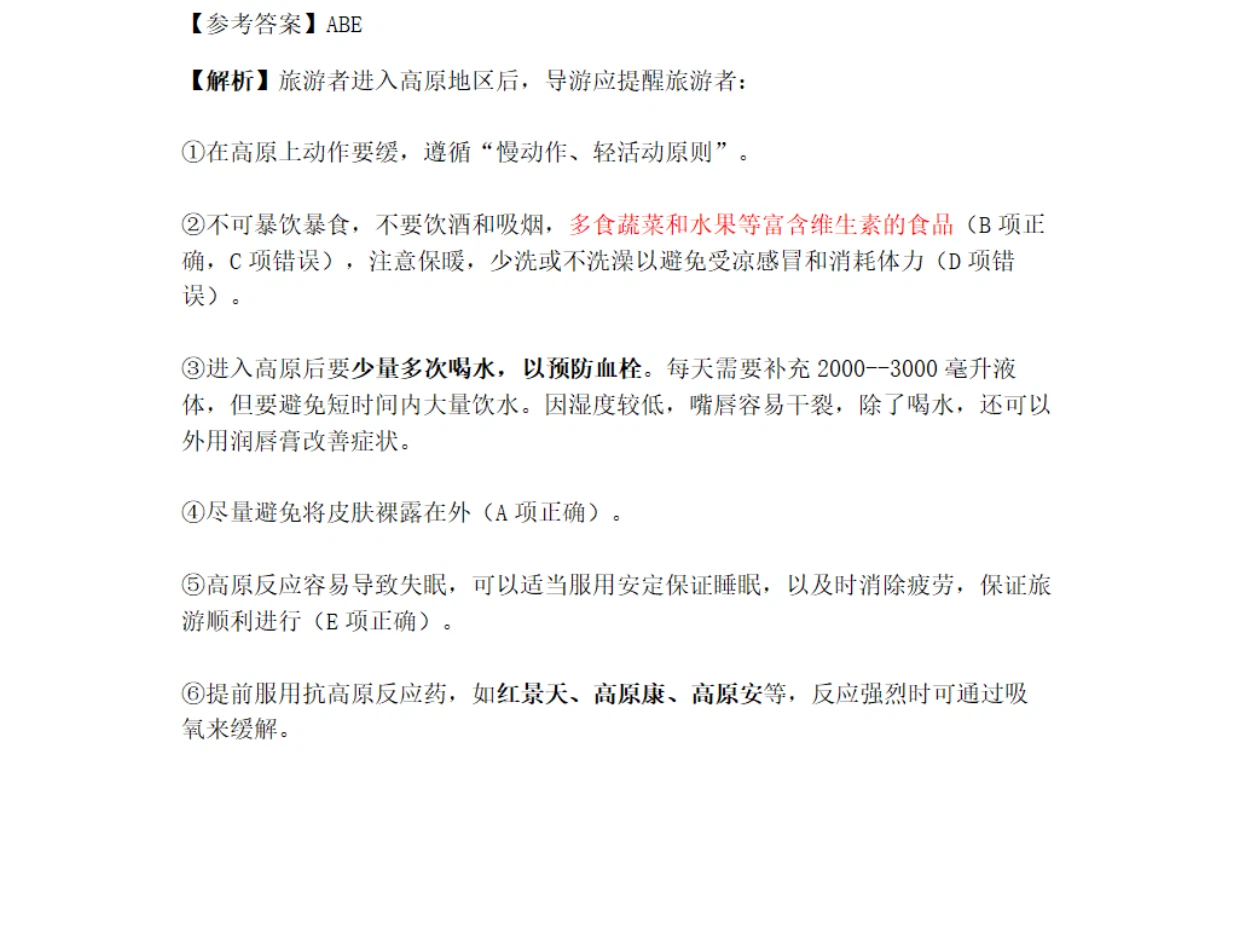 【参考答案】ABE
【解析】旅游者进入高原地区后，导游应提醒旅游者：
①在高原上动作要缓，遵循“慢动作、轻活动原则”。
②不可暴饮暴食，不要饮酒和吸烟，多食蔬菜和水果等富含维生素的食品（B 项正
确，C 项错误），注意保暖，少洗或不洗澡以避免受凉感冒和消耗体力（D 项错
误）。
③进入高原后要少量多次喝水，以预防血栓。每天需要补充 2000--3000 毫升液
体，但要避免短时间内大量饮水。因湿度较低，嘴唇容易干裂，除了喝水，还可以
外用润唇膏改善症状。
④尽量避免将皮肤裸露在外（A 项正确）。
⑤高原反应容易导致失眠，可以适当服用安定保证睡眠，以及时消除疲劳，保证旅
游顺利进行（E 项正确）。
⑥提前服用抗高原反应药，如红景天、高原康、高原安等，反应强烈时可通过吸
氧来缓解。